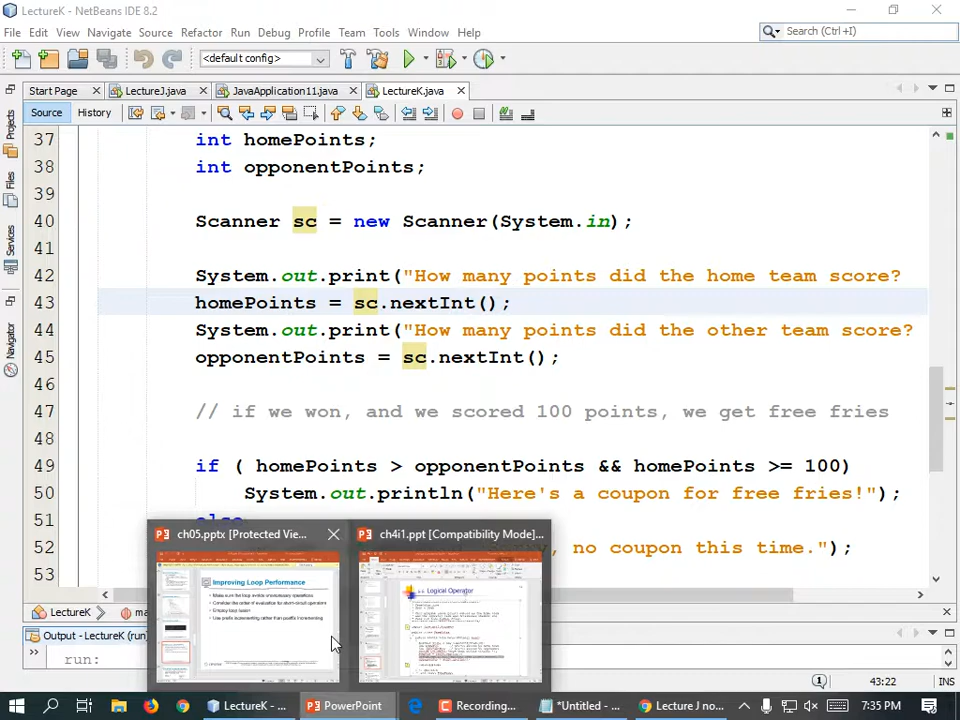 LectureK - NetBeans IDE 8.2
File Edit View Navigate Source Refactor Run Debug Profile Team Tools Window Help
Search (Ctrl+I)
<default config>
Start Page LectureJ.java JavaApplication11.java LectureK.java
Source History
Projects
Files
Services
Navigator
37 int homePoints;
38 int opponentPoints;
39
40 Scanner sc = new Scanner(System.in);
41
42 System.out.print("How many points did the home team score?
43 homePoints = sc.nextInt();
44 System.out.print("How many points did the other team score?
45 opponentPoints = sc.nextInt();
46
47 // if we won, and we scored 100 points, we get free fries
48
49 if ( homePoints > opponentPoints && homePoints >= 100)
50 System.out.println("Here's a coupon for free fries!");
51 else
52 , no coupon this time.");
53
ch05.pptx [Protected Vie... ch4i1.ppt [Compatibility Mode]...
Improving Loop Performance
Logical Operator
LectureK
Output - LectureK (run)
run:
43:22 INS
LectureK - ... PowerPoint Recording... *Untitled - ... Lecture J no... 7:35 PM